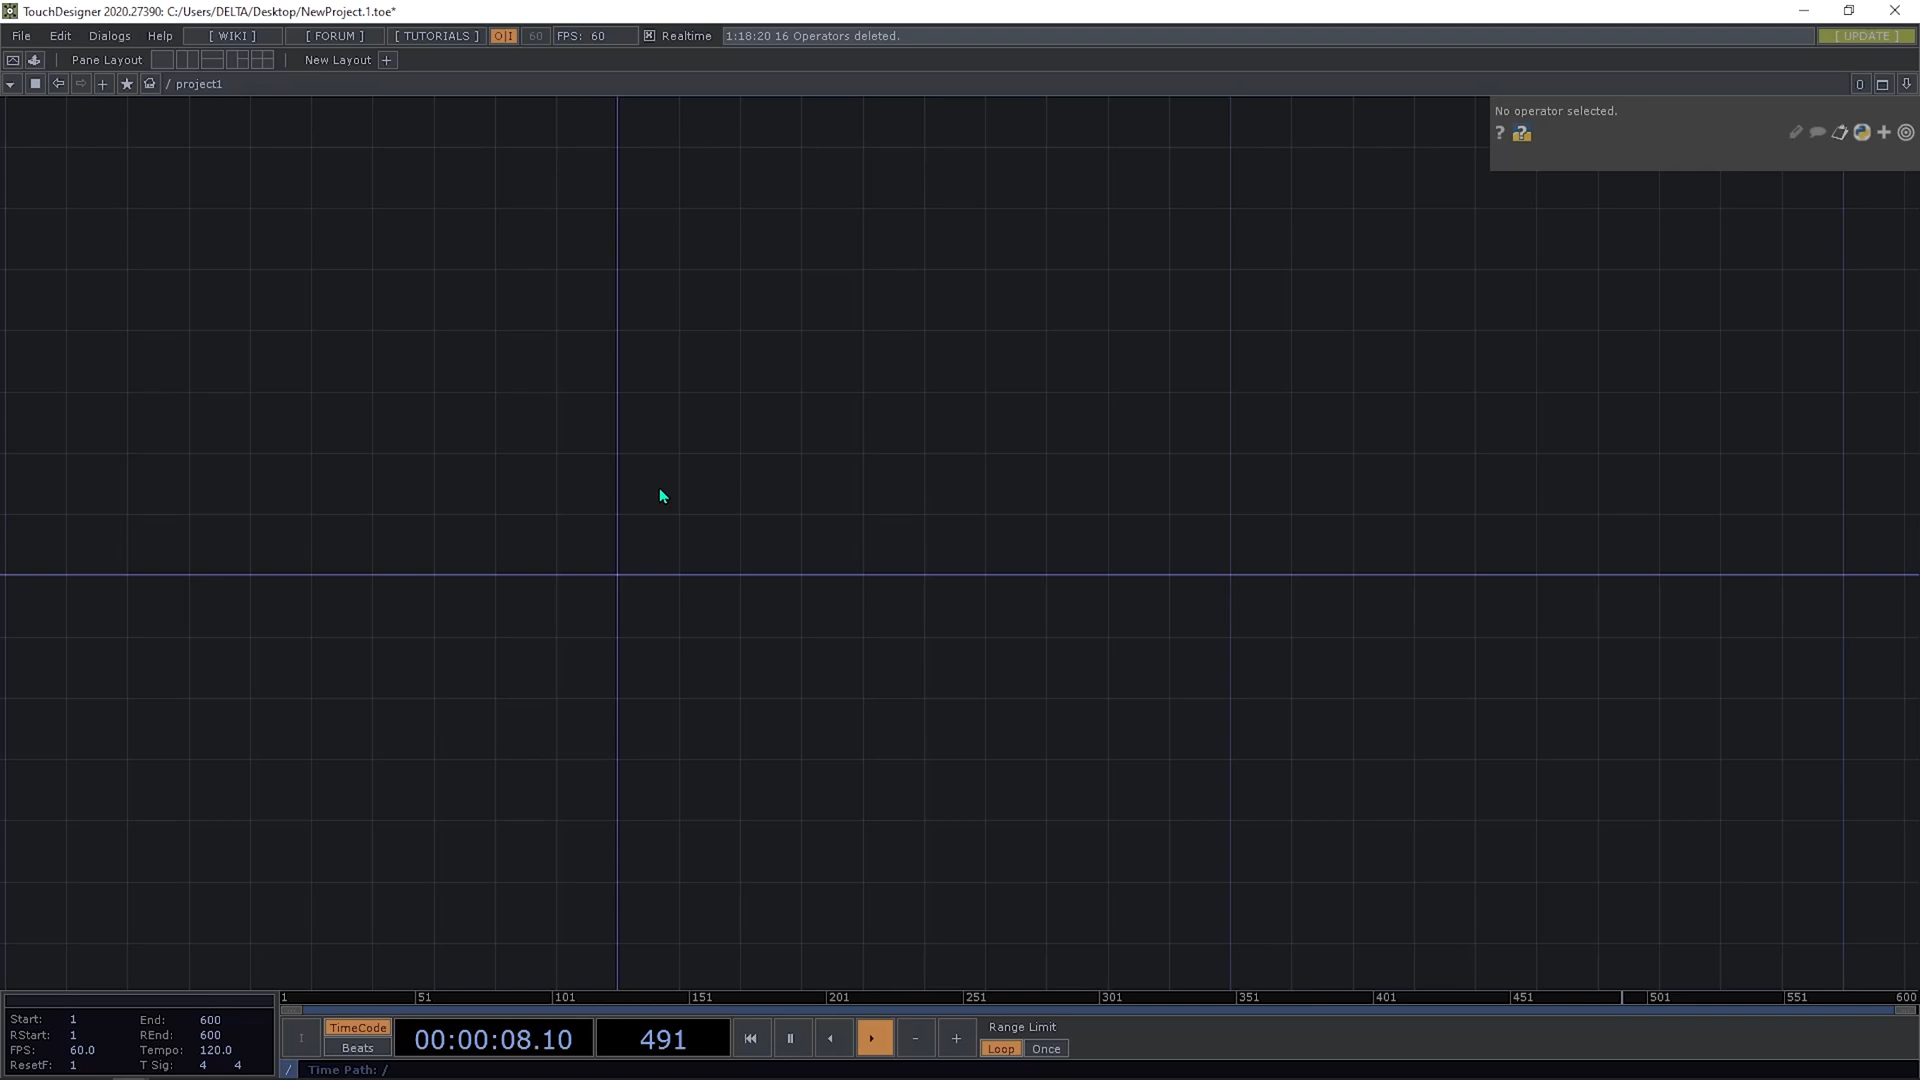 TouchDesigner 2020.27390: C:/Users/DELTA/Desktop/NewProject.1.toe*
File Edit Dialogs Help [ WIKI ] [ FORUM ] [ TUTORIALS ] O|I 60 FPS: 60 Realtime 1:18:20 16 Operators deleted. [ UPDATE ]
Pane Layout New Layout +
/ project1 0
No operator selected.
1 51 101 151 201 251 301 351 401 451 501 551 600
Start: 1 End: 600
RStart: 1 REnd: 600
FPS: 60.0 Tempo: 120.0
ResetF: 1 T Sig: 4 4
I TimeCode Beats 00:00:08.10 491 - + Range Limit
Loop Once
/ Time Path: /